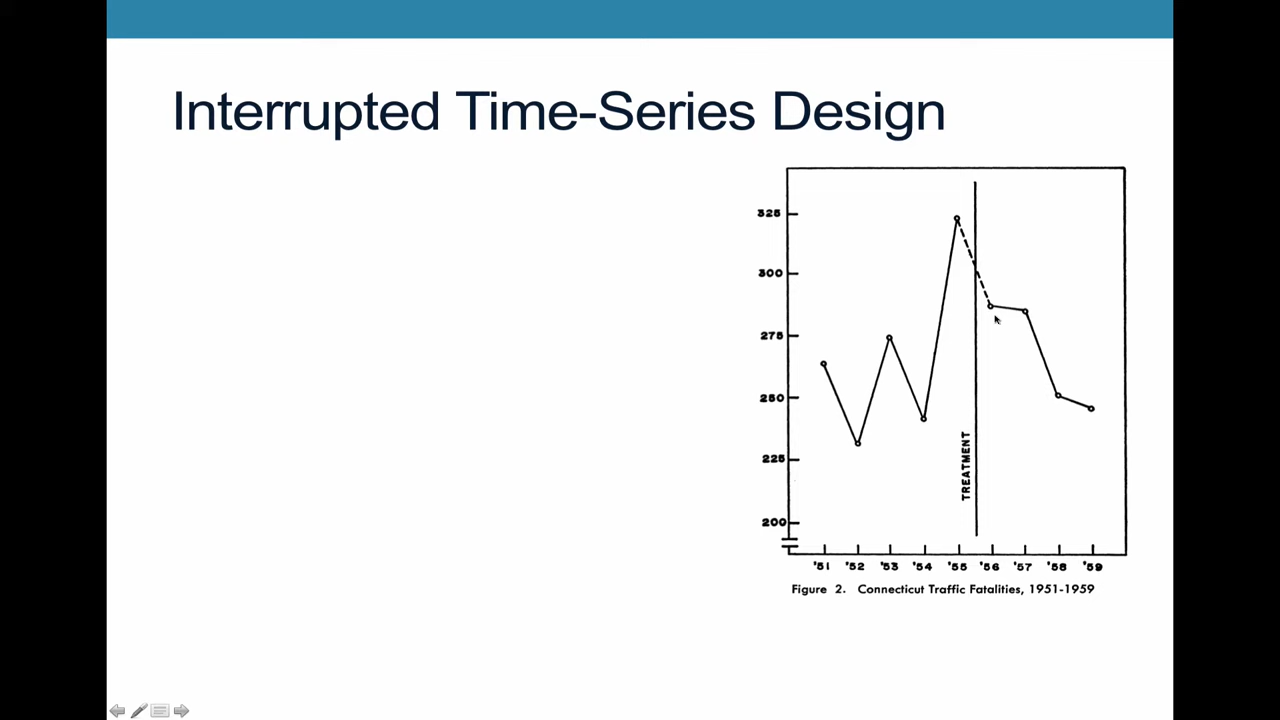 Interrupted Time-Series Design
325
300
275
250
225
200
TREATMENT
'51 '52 '53 '54 '55 '56 '57 '58 '59
Figure 2. Connecticut Traffic Fatalities, 1951-1959